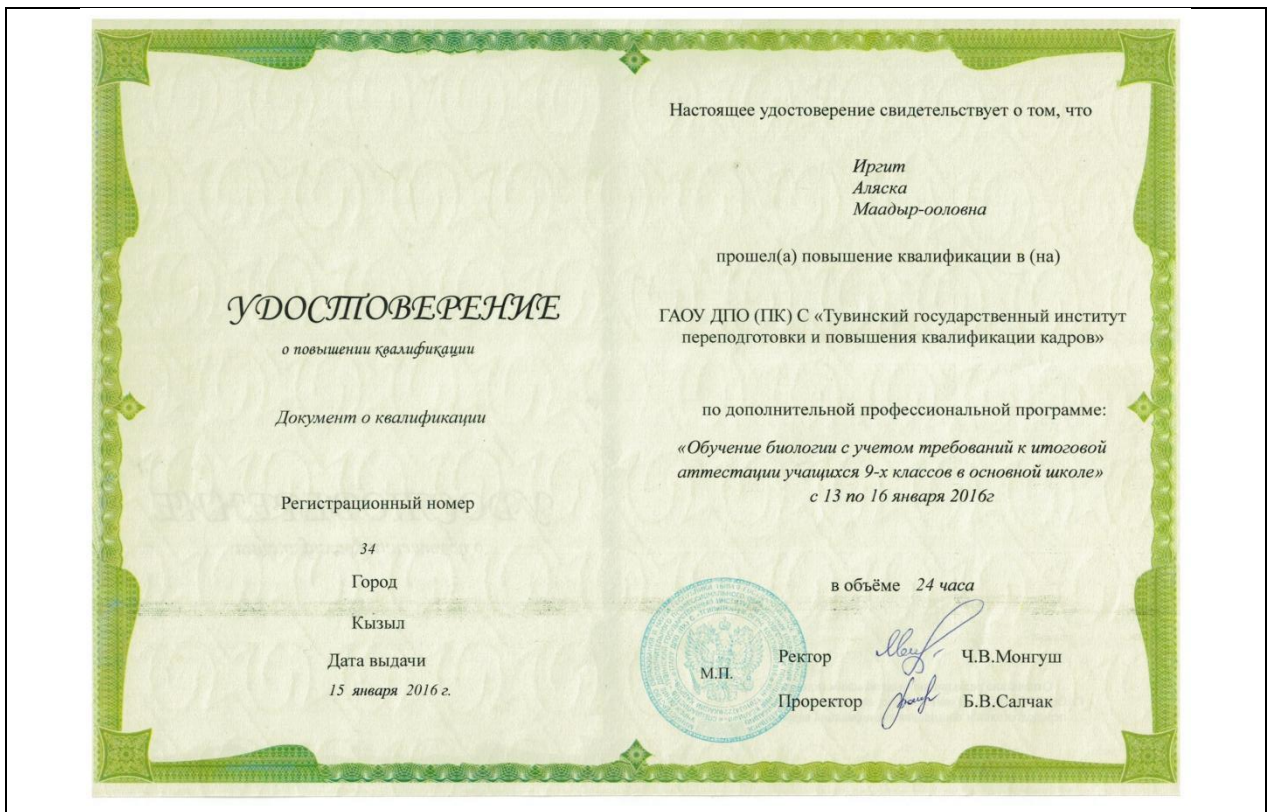 УДОСТОВЕРЕНИЕ
о повышении квалификации
Документ о квалификации
Регистрационный номер
34
Город
Кызыл
Дата выдачи
15 января 2016 г.
Настоящее удостоверение свидетельствует о том, что
Иргит
Аляска
Маадыр-ооловна
прошел(а) повышение квалификации в (на)
ГАОУ ДПО (ПК) С «Тувинский государственный институт
переподготовки и повышения квалификации кадров»
по дополнительной профессиональной программе:
«Обучение биологии с учетом требований к итоговой
аттестации учащихся 9-х классов в основной школе»
с 13 по 16 января 2016г
в объёме 24 часа
М.П.
Ректор Ч.В.Монгуш
Проректор Б.В.Салчак